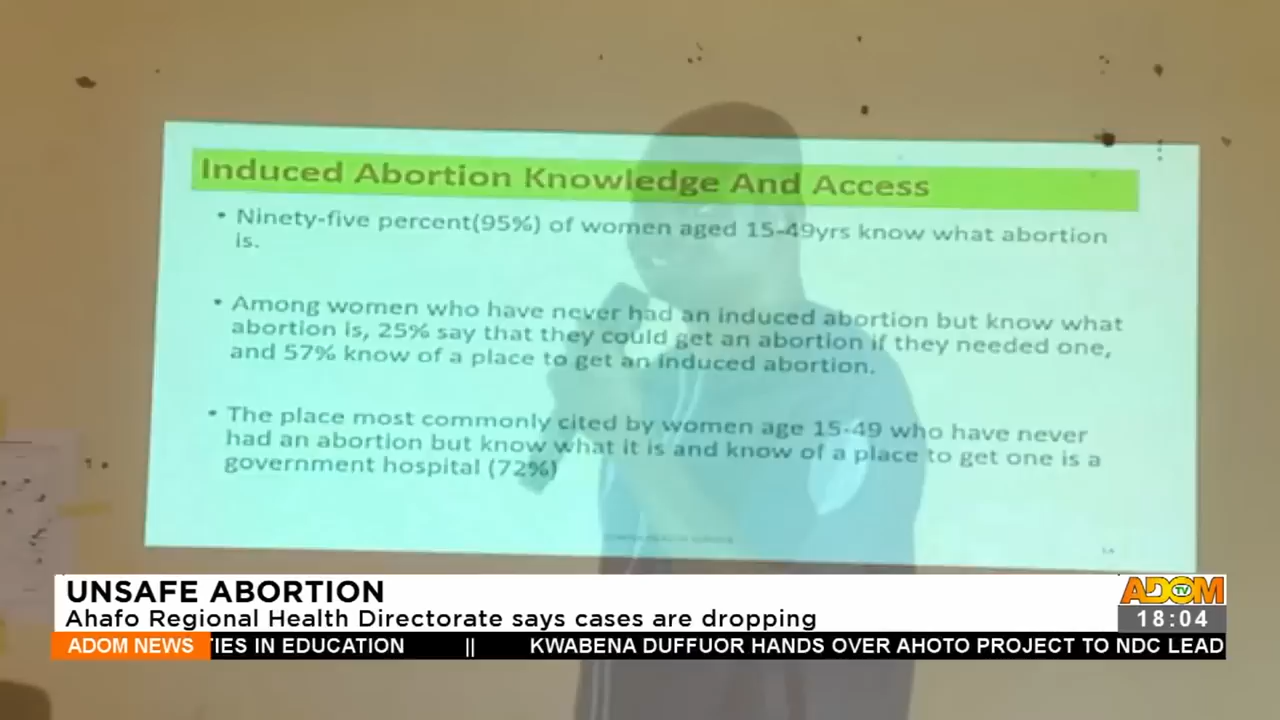 Induced Abortion Knowledge And Access
• Ninety-five percent(95%) of women aged 15-49yrs know what abortion
is.
• Among women who have never had an induced abortion but know what
abortion is, 25% say that they could get an abortion if they needed one,
and 57% know of a place to get an induced abortion.
• The place most commonly cited by women age 15-49 who have never
had an abortion but know what it is and know of a place to get one is a
government hospital (72%)
UNSAFE ABORTION
Ahafo Regional Health Directorate says cases are dropping
ADOM TV
18:04
ADOM NEWS TIES IN EDUCATION || KWABENA DUFFUOR HANDS OVER AHOTO PROJECT TO NDC LEAD